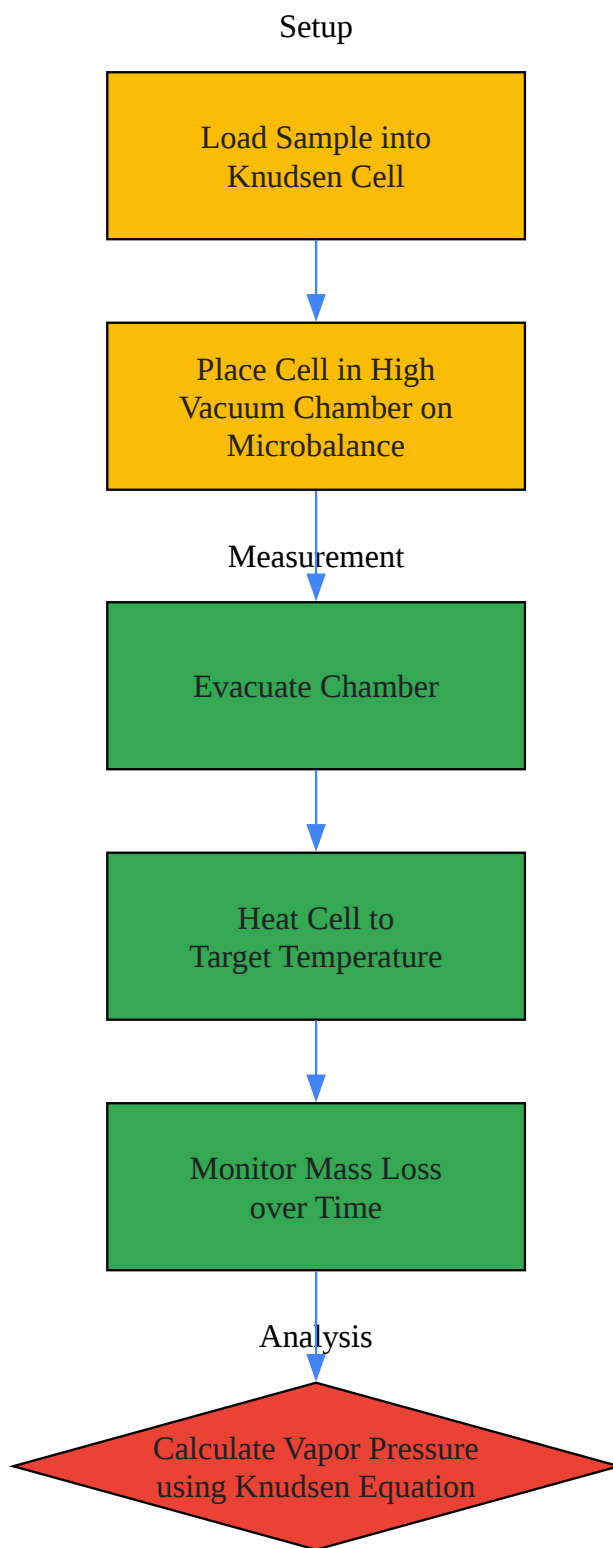 Setup
Load Sample into
Knudsen Cell
Place Cell in High
Vacuum Chamber on
Microbalance
Measurement
Evacuate Chamber
Heat Cell to
Target Temperature
Monitor Mass Loss
over Time
Analysis
Calculate Vapor Pressure
using Knudsen Equation